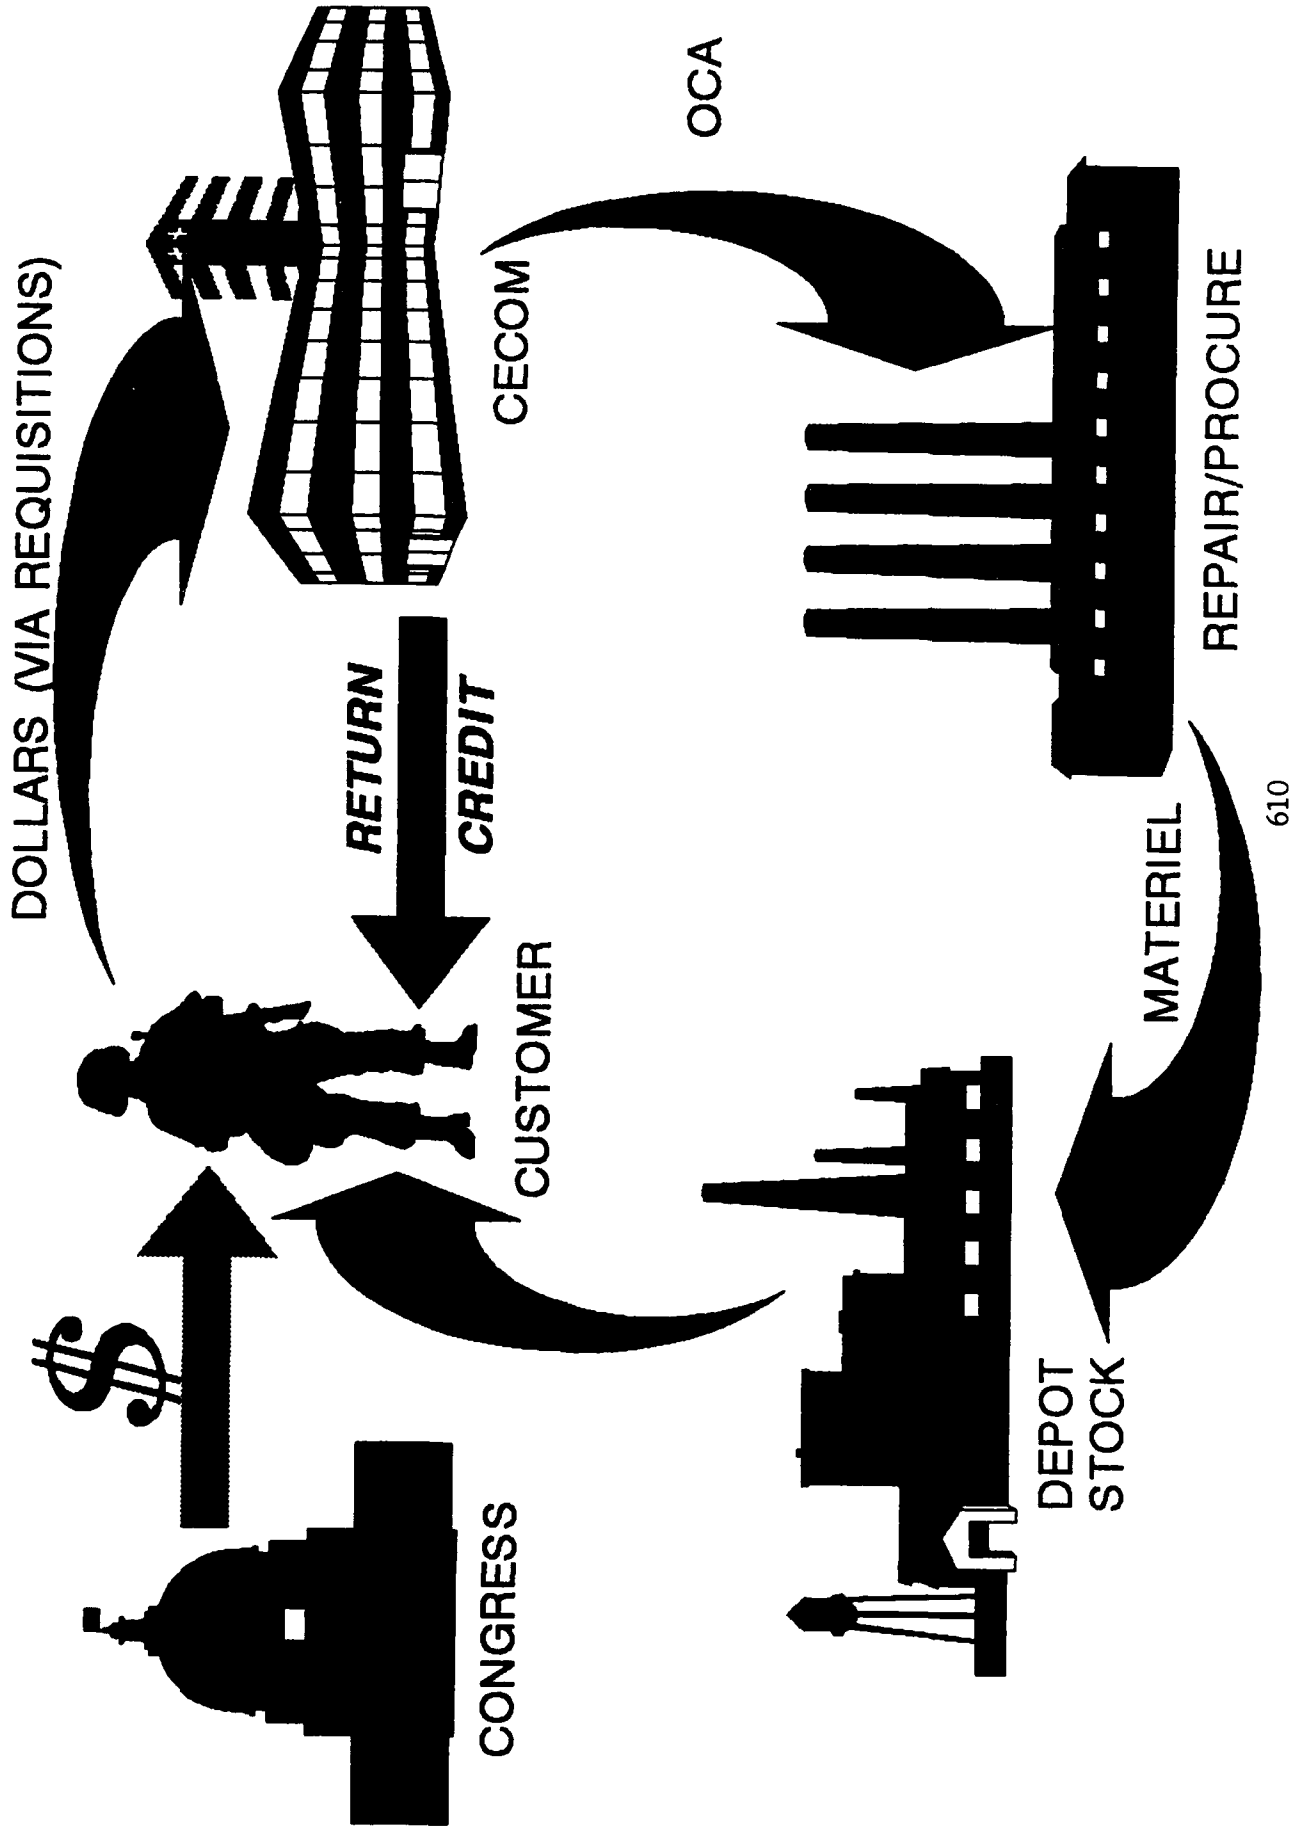 DOLLARS (VIA REQUISITIONS)
$
RETURN
CREDIT
CONGRESS
CUSTOMER
CECOM
OCA
DEPOT
STOCK
MATERIEL
REPAIR/PROCURE
610